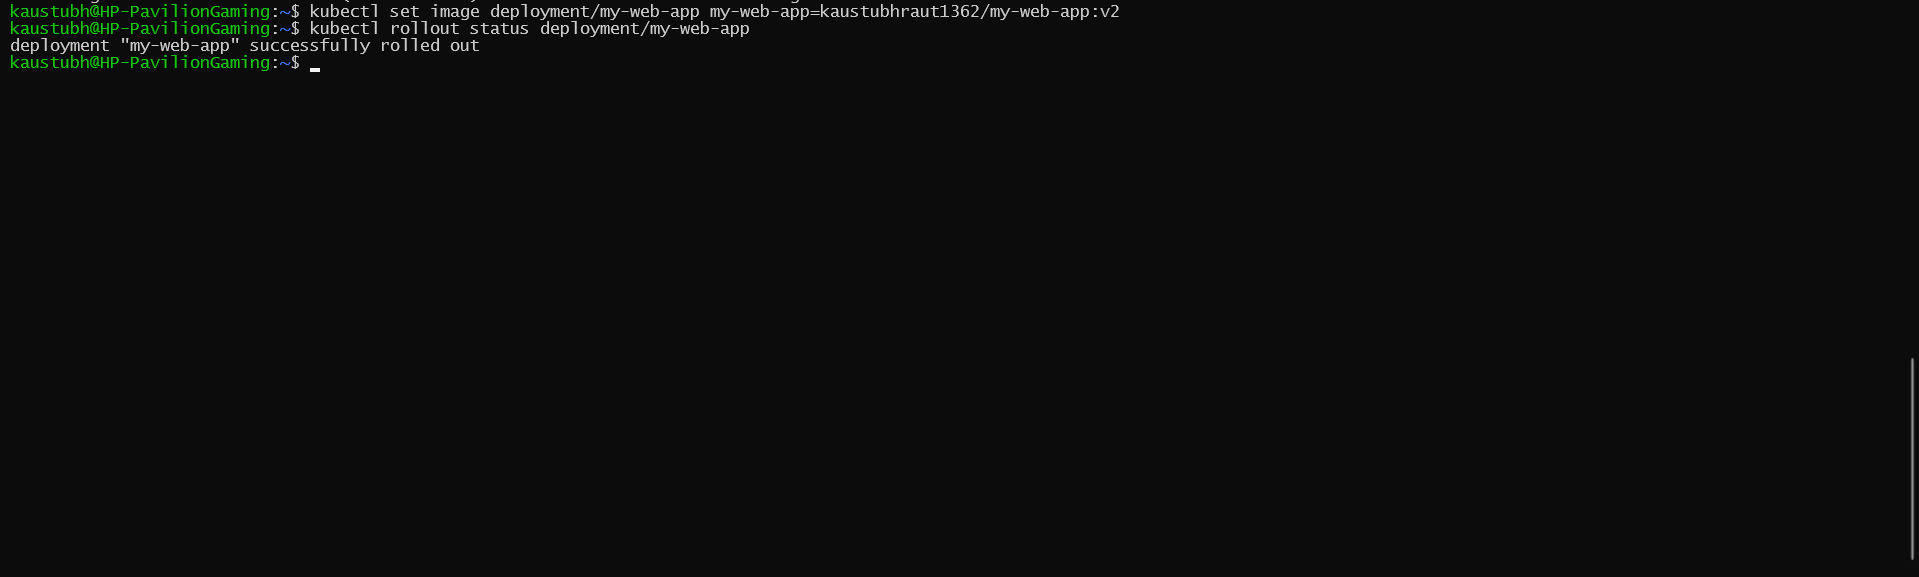 kaustubh@HP-PavilionGaming:~$ kubectl set image deployment/my-web-app my-web-app=kaustubhraut1362/my-web-app:v2
kaustubh@HP-PavilionGaming:~$ kubectl rollout status deployment/my-web-app
deployment "my-web-app" successfully rolled out
kaustubh@HP-PavilionGaming:~$